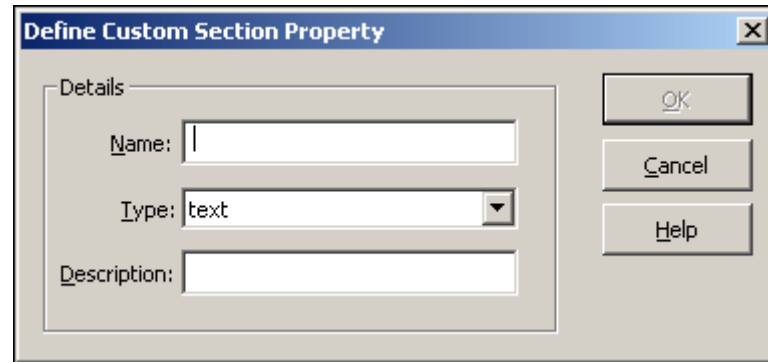 Define Custom Section Property
Details
OK
Name:
Cancel
Type: text
Help
Description: